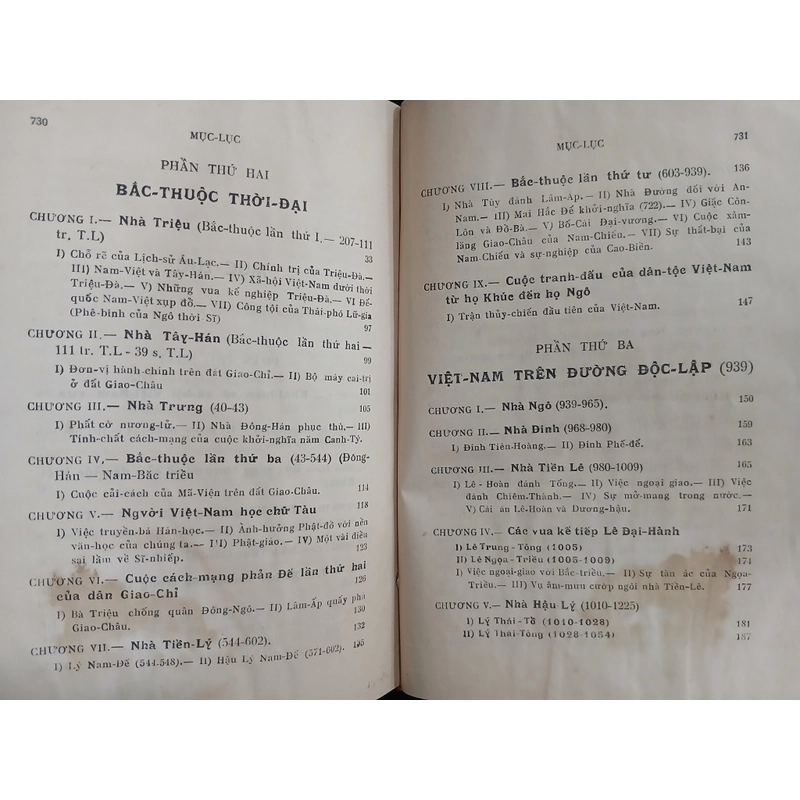 730
MỤC-LỤC
PHẦN THỨ HAI
BẮC-THUỘC THỜI-ĐẠI
CHƯƠNG I.— Nhà Triệu (Bắc-thuộc lần thứ I.— 207-111
tr. T.L)
33
I) Chỗ rẽ của Lịch-sử Âu-Lạc.— II) Chính trị của Triệu-Đà.—
III) Nam-Việt và Tây-Hán.— IV) Xã-hội Việt-Nam dưới thời
Triệu-Đà.— V) Những vua kế nghiệp Triệu-Đà.— VI Đế-
quốc Nam-Việt xụp đổ.— VII) Công tội của Thái-phó Lữ-gia
(Phê-bình của Ngô thời Sĩ)
97
CHƯƠNG II.— Nhà Tây-Hán (Bắc-thuộc lần thứ hai—
111 tr. T.L - 39 s. T.L)
99
I) Đơn-vị hành-chính trên đất Giao-Chỉ.— II) Bộ máy cai-trị
ở đất Giao-Châu
101
CHƯƠNG III.— Nhà Trưng (40-43)
105
I) Phất cờ nương-tử.— II) Nhà Đông-Hán phục thù.— III)
Tính-chất cách-mạng của cuộc khởi-nghĩa năm Canh-Tý.
CHƯƠNG IV.— Bắc-thuộc lần thứ ba (43-544) (Đông-
Hán — Nam-Bắc triều
114
I) Cuộc cải-cách của Mã-Viện trên đất Giao-Châu.
118
CHƯƠNG V.— Người Việt-Nam học chữ Tàu
I) Việc truyền-bá Hán-học.— II) Ảnh-hưởng Phật-đồ với nền
văn-học của chúng ta.— III) Phật-giáo.— IV) Một vài điều
sai lầm về Sĩ-nhiếp.
123
CHƯƠNG VI.— Cuộc cách-mạng phản Đế lần thứ hai
của dân Giao-Chỉ
126
I) Bà Triệu chống quân Đông-Ngô.— II) Lâm-Ấp quấy phá
Giao-Châu.
130
132
CHƯƠNG VII.— Nhà Tiền-Lý (544-602).
I) Lý Nam-Đế (544.548).— II) Hậu Lý Nam-Đế (571-602).
731
MỤC-LỤC
136
CHƯƠNG VIII.— Bắc-thuộc lần thứ tư (603-939).
I) Nhà Tùy đánh Lâm-Ấp.— II) Nhà Đường đối với An-
Nam.— III) Mai Hắc Đế khởi-nghĩa (722).— IV) Giặc Côn-
Lôn và Đồ-Bà.— V) Bố-Cái Đại-vương.— VI) Cuộc xâm-
lăng Giao-Châu của Nam-Chiếu.— VII) Sự thất-bại của
Nam-Chiếu và sự-nghiệp của Cao-Biền.
143
CHƯƠNG IX.— Cuộc tranh-đấu của dân-tộc Việt-Nam
từ họ Khúc đến họ Ngô
147
I) Trận thủy-chiến đầu tiên của Việt-Nam.
PHẦN THỨ BA
VIỆT-NAM TRÊN ĐƯỜNG ĐỘC-LẬP (939)
150
CHƯƠNG I.— Nhà Ngô (939-965).
159
CHƯƠNG II.— Nhà Đinh (968-980)
I) Đinh Tiên-Hoàng.— II) Đinh Phế-đế.
163
CHƯƠNG III.— Nhà Tiền Lê (980-1009)
165
I) Lê-Hoàn đánh Tống.— II) Việc ngoại giao.— III) Việc
đánh Chiêm-Thành.— IV) Sự mở-mang trong nước.—
V) Cái án Lê-Hoàn và Dương-hậu.
171
CHƯƠNG IV.— Các vua kế tiếp Lê Đại-Hành
I) Lê Trung-Tông (1005) 173
II) Lê Ngọa-Triều (1005-1009) 174
I) Việc ngoại-giao với Bắc-triều.— II) Sự tàn ác của Ngọa-
Triều.— III) Vụ âm-mưu cướp ngôi nhà Tiền-Lê.
177
CHƯƠNG V.— Nhà Hậu Lý (1010-1225)
I) Lý Thái-Tổ (1010-1028) 181
II) Lý Thái-Tông (1028-1054) 187